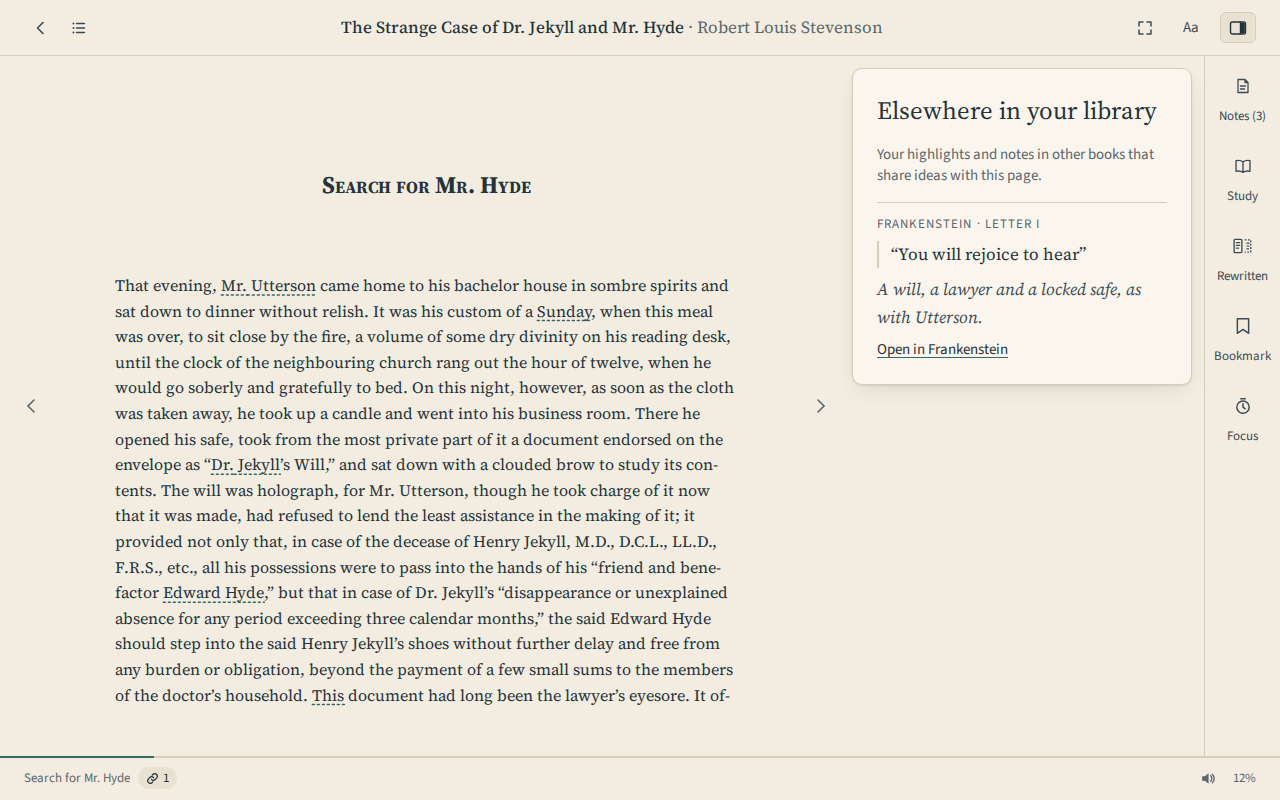 The Strange Case of Dr. Jekyll and Mr. Hyde · Robert Louis Stevenson
Aa
Search for Mr. Hyde
That evening, Mr. Utterson came home to his bachelor house in sombre spirits and
sat down to dinner without relish. It was his custom of a Sunday, when this meal
was over, to sit close by the fire, a volume of some dry divinity on his reading desk,
until the clock of the neighbouring church rang out the hour of twelve, when he
would go soberly and gratefully to bed. On this night, however, as soon as the cloth
was taken away, he took up a candle and went into his business room. There he
opened his safe, took from the most private part of it a document endorsed on the
envelope as “Dr. Jekyll’s Will,” and sat down with a clouded brow to study its con-
tents. The will was holograph, for Mr. Utterson, though he took charge of it now
that it was made, had refused to lend the least assistance in the making of it; it
provided not only that, in case of the decease of Henry Jekyll, M.D., D.C.L., LL.D.,
F.R.S., etc., all his possessions were to pass into the hands of his “friend and bene-
factor Edward Hyde,” but that in case of Dr. Jekyll’s “disappearance or unexplained
absence for any period exceeding three calendar months,” the said Edward Hyde
should step into the said Henry Jekyll’s shoes without further delay and free from
any burden or obligation, beyond the payment of a few small sums to the members
of the doctor’s household. This document had long been the lawyer’s eyesore. It of-
Elsewhere in your library
Your highlights and notes in other books that
share ideas with this page.
FRANKENSTEIN · LETTER I
“You will rejoice to hear”
A will, a lawyer and a locked safe, as
with Utterson.
Open in Frankenstein
Notes (3)
Study
Rewritten
Bookmark
Focus
Search for Mr. Hyde
1
12%